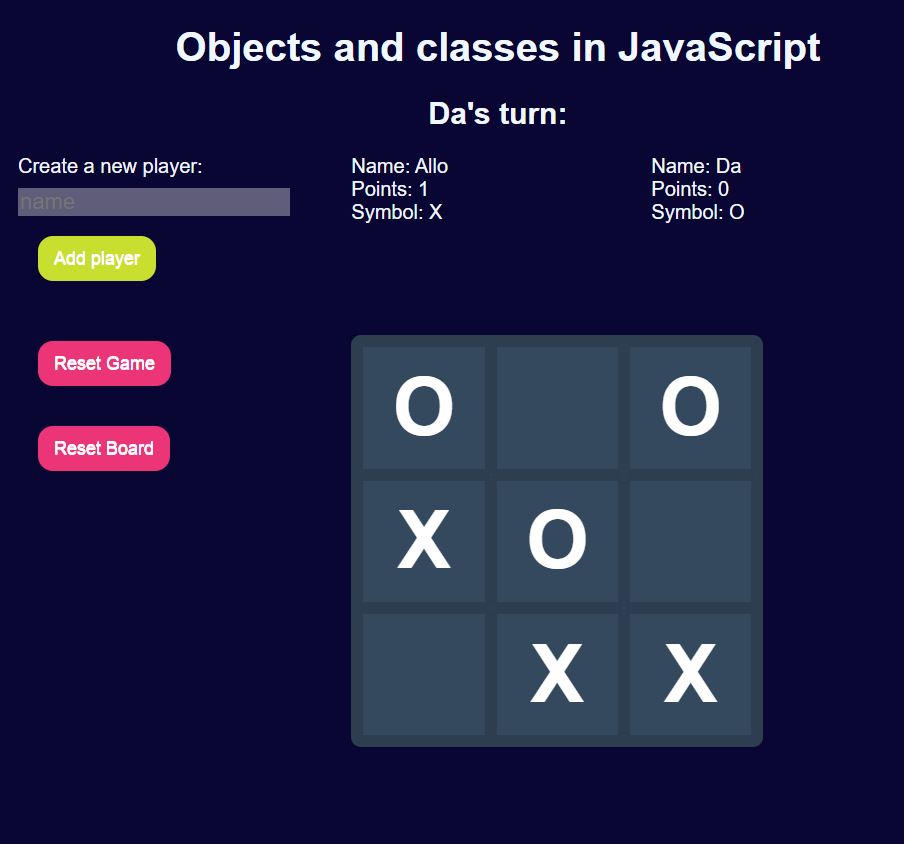 Objects and classes in JavaScript
Da's turn:
Create a new player:
name
Add player
Name: Allo
Points: 1
Symbol: X
Name: Da
Points: 0
Symbol: O
Reset Game
Reset Board
O O
X O
X X